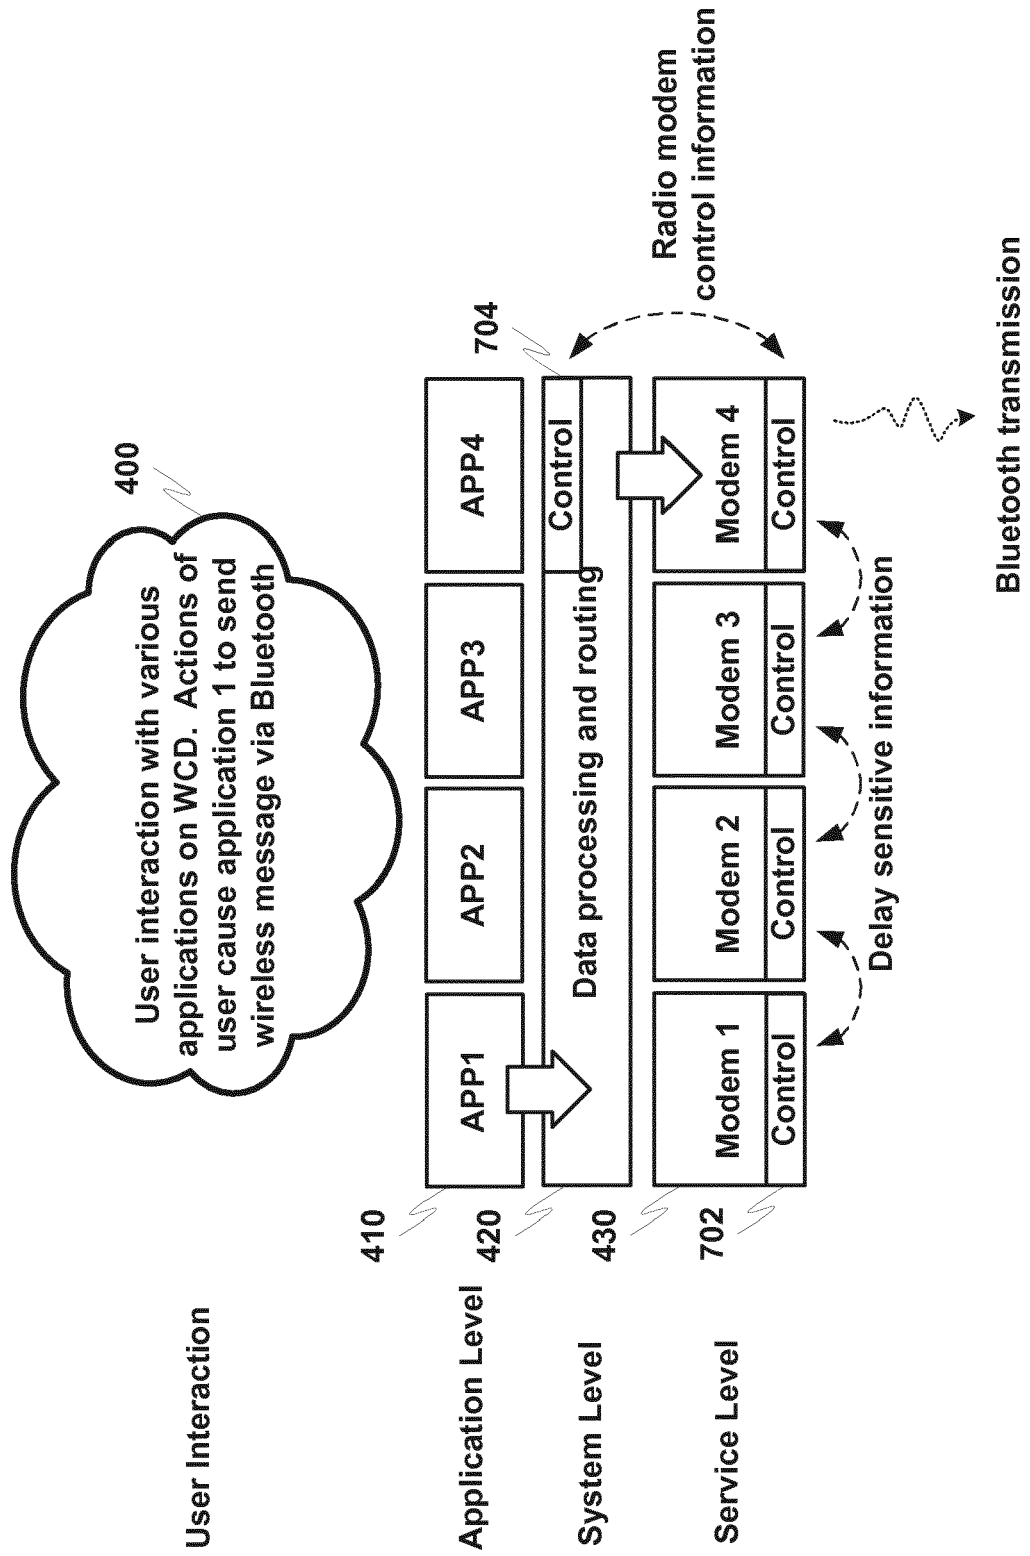 User Interaction
400
User interaction with various
applications on WCD.  Actions of
user cause application 1 to send
wireless message via Bluetooth
410
Application Level
APP1
APP2
APP3
APP4
704
420
System Level
Data processing and routing
Control
430
Service Level
Modem 1
Modem 2
Modem 3
Modem 4
702
Control
Control
Control
Control
Radio modem
control information
Delay sensitive information
Bluetooth transmission